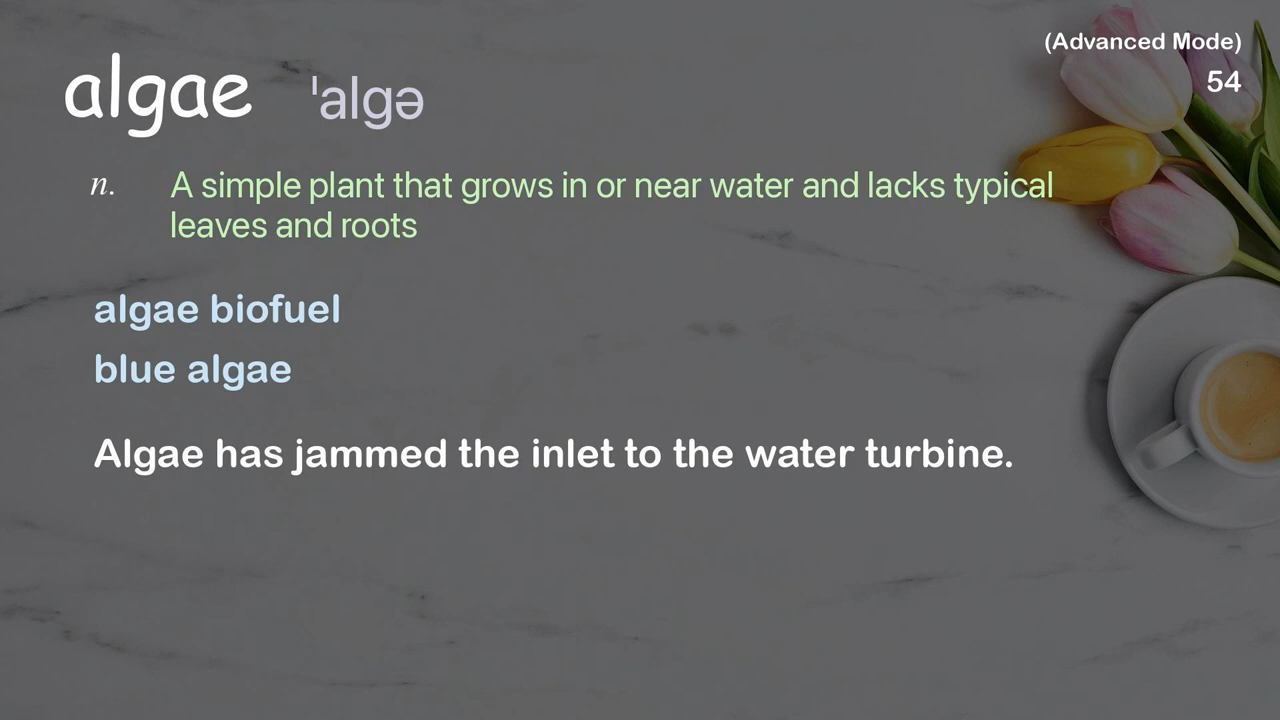 (Advanced Mode)
54
algae ˈalgə
n. A simple plant that grows in or near water and lacks typical
leaves and roots
algae biofuel
blue algae
Algae has jammed the inlet to the water turbine.